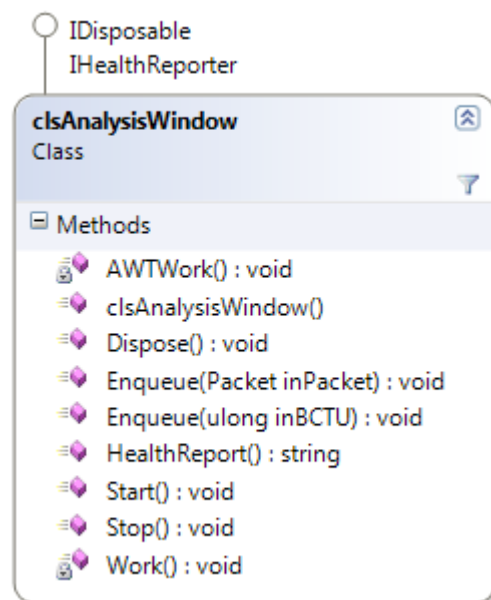 IDisposable
IHealthReporter
clsAnalysisWindow
Class
Methods
AWTWork() : void
clsAnalysisWindow()
Dispose() : void
Enqueue(Packet inPacket) : void
Enqueue(ulong inBCTU) : void
HealthReport() : string
Start() : void
Stop() : void
Work() : void